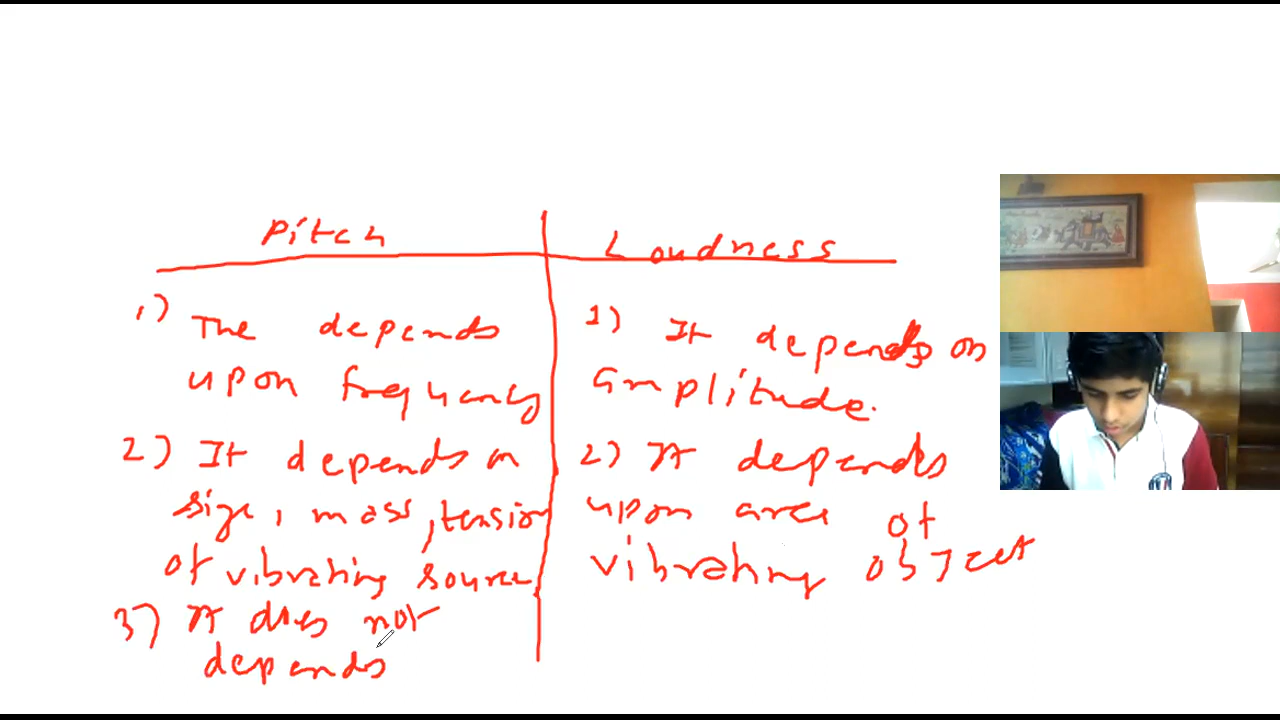 Pitch
Loudness
1) The depends
upon frequency
2) It depends on
size, mass, tension
of vibrating source
3) It does not
depends
1) It depends on
amplitude.
2) It depends
upon area of
vibrating object